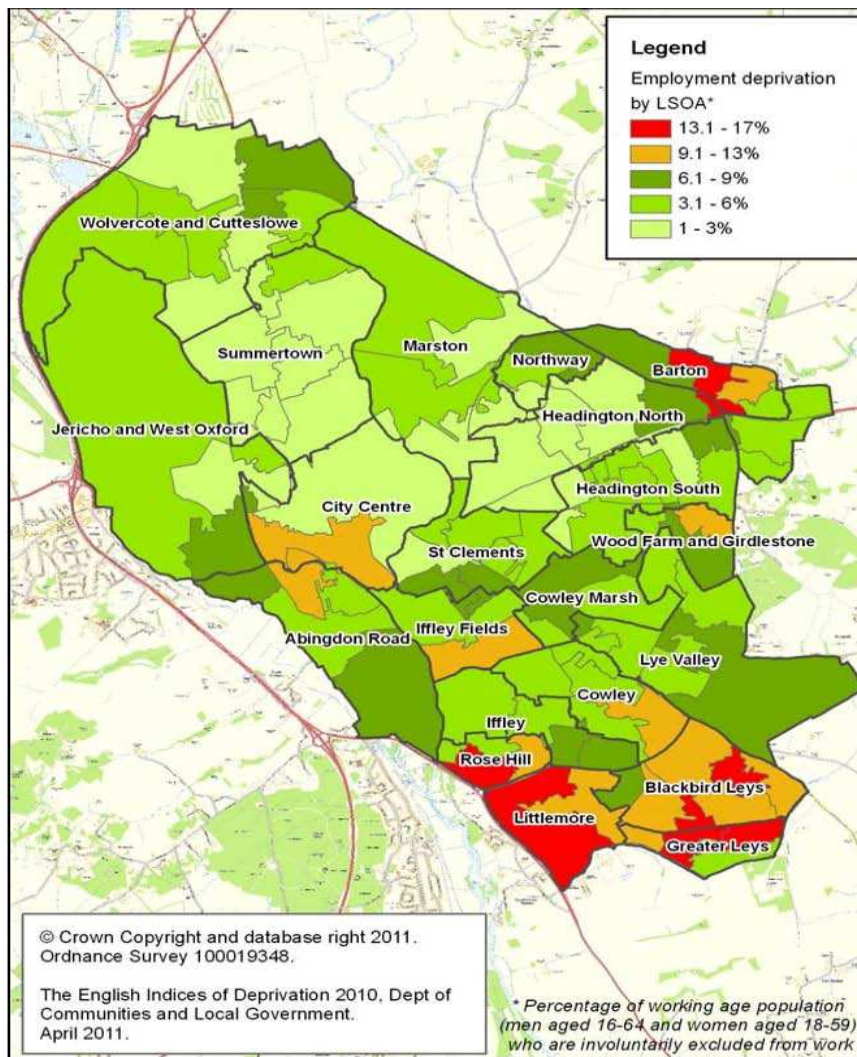 Legend
Employment deprivation
by LSOA*
13.1 - 17%
9.1 - 13%
6.1 - 9%
3.1 - 6%
1 - 3%
Wolvercote and Cutteslowe
Summertown
Marston
Northway
Barton
Jericho and West Oxford
Headington North
Headington South
City Centre
St Clements
Wood Farm and Girdlestone
Cowley Marsh
Iffley Fields
Abingdon Road
Lye Valley
Cowley
Iffley
Rose Hill
Blackbird Leys
Littlemore
Greater Leys
© Crown Copyright and database right 2011.
Ordnance Survey 100019348.
The English Indices of Deprivation 2010, Dept of
Communities and Local Government.
April 2011.
* Percentage of working age population
(men aged 16-64 and women aged 18-59)
who are involuntarily excluded from work